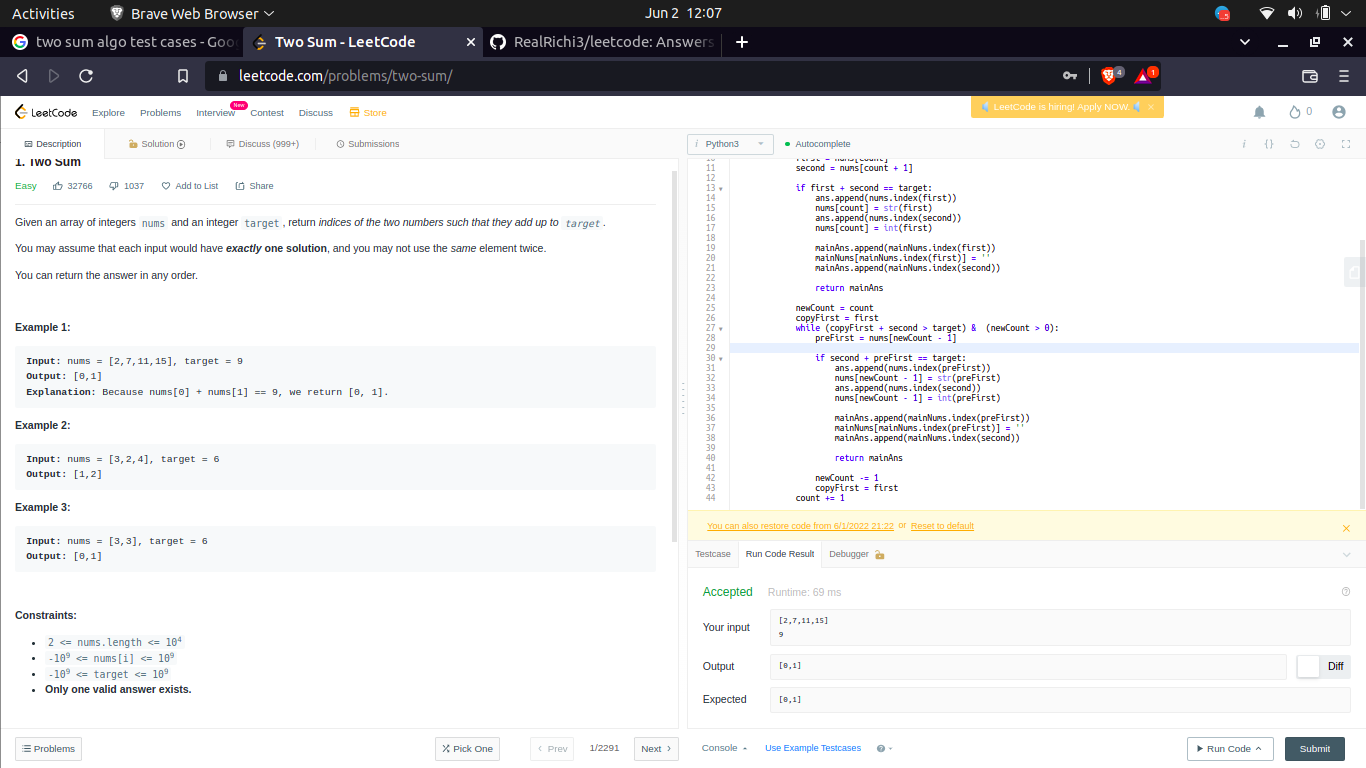 Activities
Brave Web Browser
Jun 2 12:07
two sum algo test cases - Goo
Two Sum - LeetCode
RealRichi3/leetcode: Answers
leetcode.com/problems/two-sum/
4
1
LeetCode
Explore
Problems
Interview
New
Contest
Discuss
Store
LeetCode is hiring! Apply NOW.
0
Description
Solution
Discuss (999+)
Submissions
1. Two Sum
Easy
32766
1037
Add to List
Share
Given an array of integers nums and an integer target, return indices of the two numbers such that they add up to target.
You may assume that each input would have exactly one solution, and you may not use the same element twice.
You can return the answer in any order.
Example 1:
Input: nums = [2,7,11,15], target = 9
Output: [0,1]
Explanation: Because nums[0] + nums[1] == 9, we return [0, 1].
Example 2:
Input: nums = [3,2,4], target = 6
Output: [1,2]
Example 3:
Input: nums = [3,3], target = 6
Output: [0,1]
Constraints:
2 <= nums.length <= 10⁴
-10⁹ <= nums[i] <= 10⁹
-10⁹ <= target <= 10⁹
Only one valid answer exists.
Problems
Pick One
Prev
1/2291
Next
i Python3
Autocomplete
10 first = nums[count]
11 second = nums[count + 1]
12
13 if first + second == target:
14 ans.append(nums.index(first))
15 nums[count] = str(first)
16 ans.append(nums.index(second))
17 nums[count] = int(first)
18
19 mainAns.append(mainNums.index(first))
20 mainNums[mainNums.index(first)] = ''
21 mainAns.append(mainNums.index(second))
22
23 return mainAns
24
25 newCount = count
26 copyFirst = first
27 while (copyFirst + second > target) & (newCount > 0):
28 preFirst = nums[newCount - 1]
29
30 if second + preFirst == target:
31 ans.append(nums.index(preFirst))
32 nums[newCount - 1] = str(preFirst)
33 ans.append(nums.index(second))
34 nums[newCount - 1] = int(preFirst)
35
36 mainAns.append(mainNums.index(preFirst))
37 mainNums[mainNums.index(preFirst)] = ''
38 mainAns.append(mainNums.index(second))
39
40 return mainAns
41
42 newCount -= 1
43 copyFirst = first
44 count += 1
You can also restore code from 6/1/2022 21:22 or Reset to default
Testcase
Run Code Result
Debugger
Accepted
Runtime: 69 ms
Your input
[2,7,11,15]
9
Output
[0,1]
Diff
Expected
[0,1]
Console
Use Example Testcases
Run Code
Submit